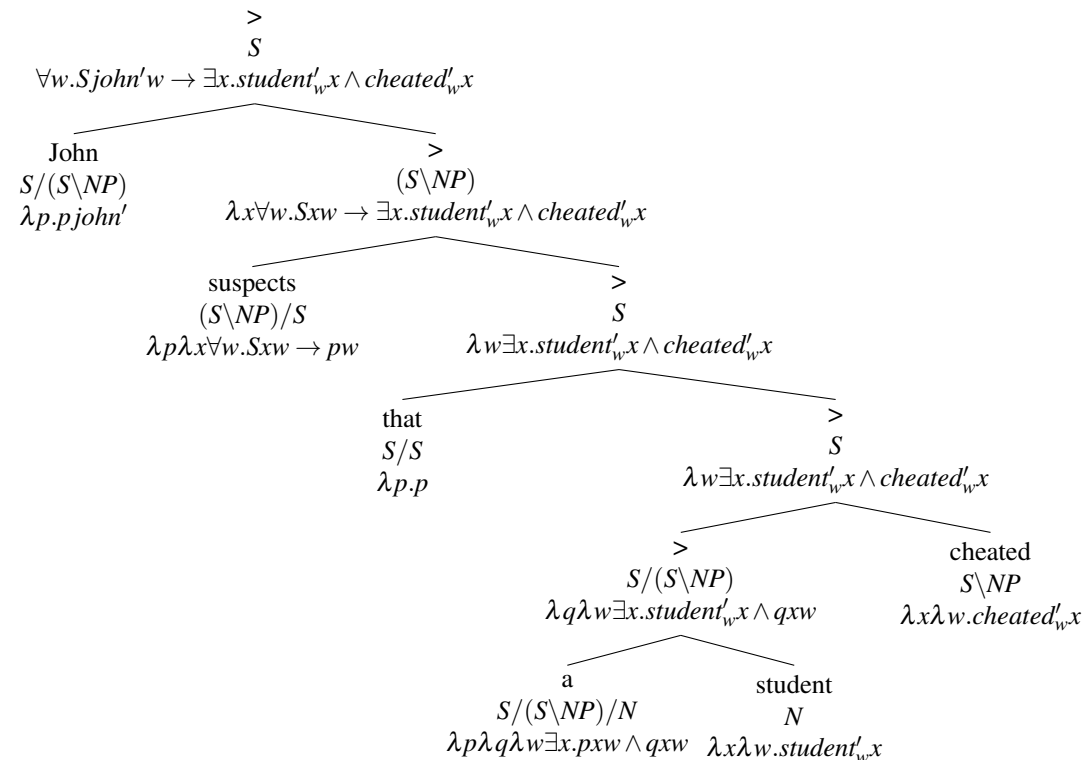 >
S
∀w.Sjohn′w → ∃x.student′_w x ∧ cheated′_w x
John
S/(S\NP)
λp.pjohn′
>
(S\NP)
λx∀w.Sxw → ∃x.student′_w x ∧ cheated′_w x
suspects
(S\NP)/S
λpλx∀w.Sxw → pw
>
S
λw∃x.student′_w x ∧ cheated′_w x
that
S/S
λp.p
>
S
λw∃x.student′_w x ∧ cheated′_w x
>
S/(S\NP)
λqλw∃x.student′_w x ∧ qxw
cheated
S\NP
λxλw.cheated′_w x
a
S/(S\NP)/N
λpλqλw∃x.pxw ∧ qxw
student
N
λxλw.student′_w x